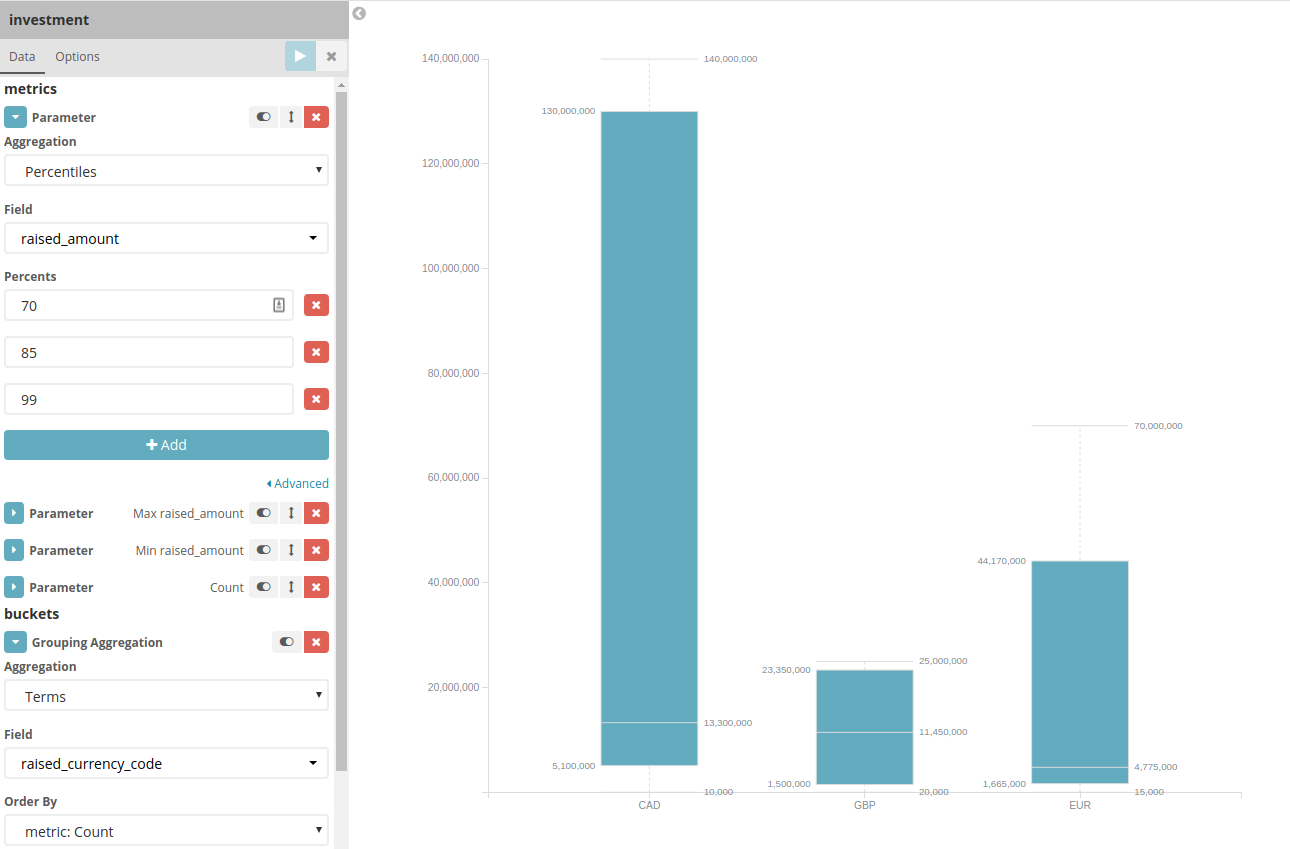 investment
Data Options
metrics
Parameter
Aggregation
Percentiles
Field
raised_amount
Percents
70
85
99
Add
Advanced
Parameter Max raised_amount
Parameter Min raised_amount
Parameter Count
buckets
Grouping Aggregation
Aggregation
Terms
Field
raised_currency_code
Order By
metric: Count
140,000,000
120,000,000
100,000,000
80,000,000
60,000,000
40,000,000
20,000,000
140,000,000
130,000,000
13,300,000
5,100,000
10,000
CAD
25,000,000
23,350,000
11,450,000
1,500,000
20,000
GBP
70,000,000
44,170,000
4,775,000
1,665,000
15,000
EUR